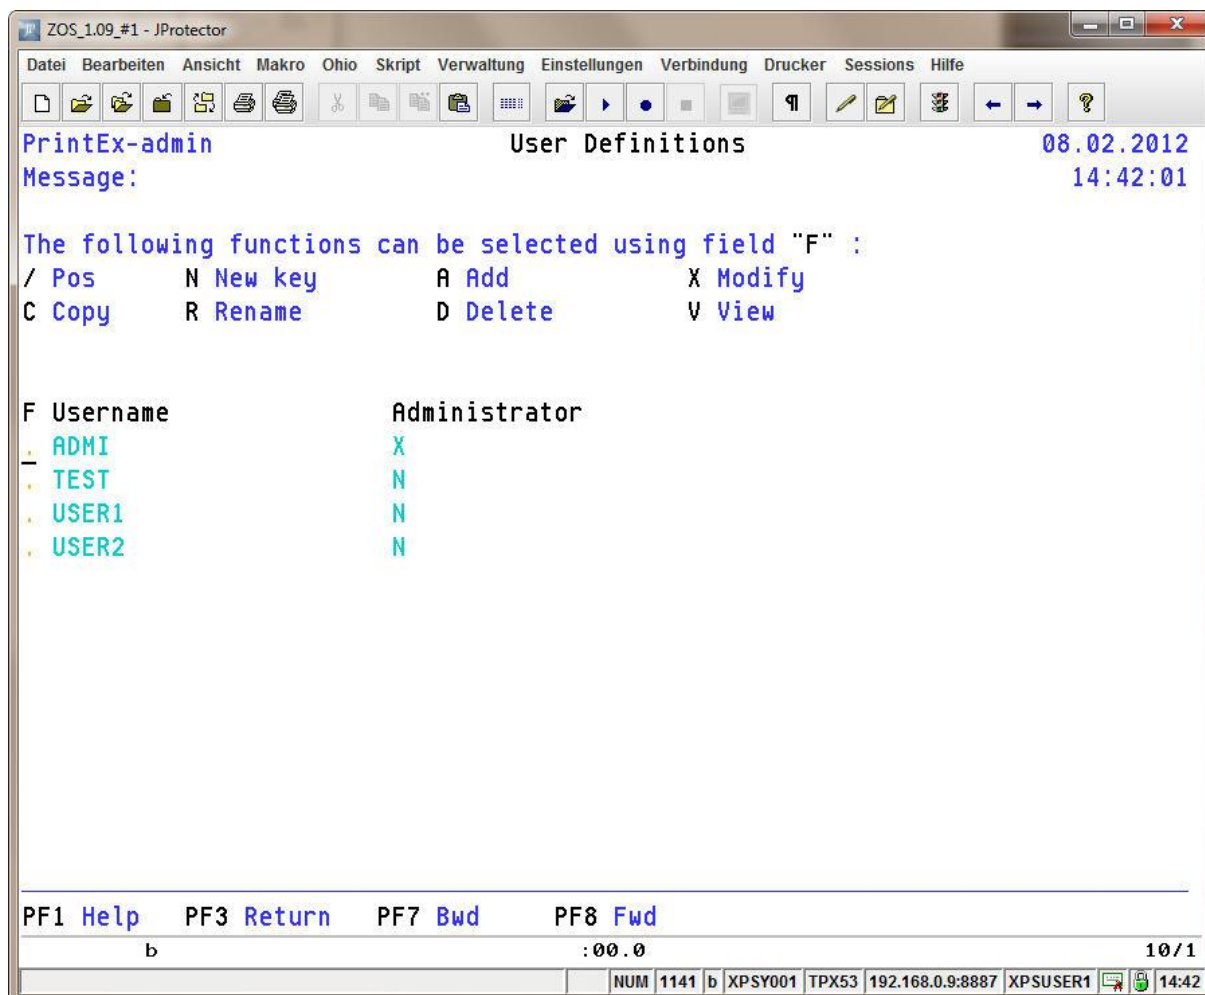 ZOS_1.09_#1 - JProtector
Datei Bearbeiten Ansicht Makro Ohio Skript Verwaltung Einstellungen Verbindung Drucker Sessions Hilfe
PrintEx-admin User Definitions 08.02.2012
Message: 14:42:01
The following functions can be selected using field "F" :
/ Pos N New key A Add X Modify
C Copy R Rename D Delete V View
F Username Administrator
. ADMI X
. TEST N
. USER1 N
. USER2 N
PF1 Help PF3 Return PF7 Bwd PF8 Fwd
b :00.0 10/1
NUM 1141 b XPSY001 TPX53 192.168.0.9:8887 XPSUSER1 14:42